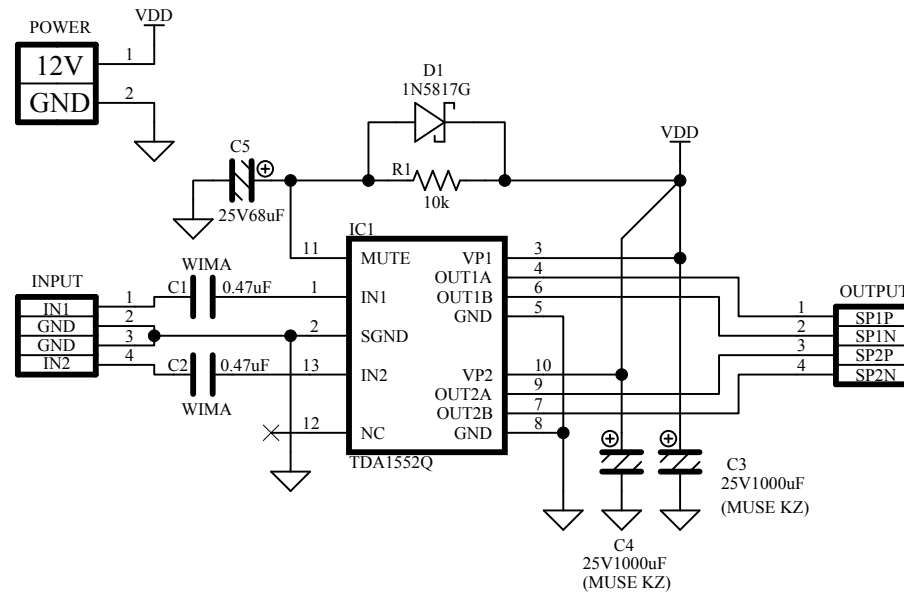 POWER
VDD
12V
1
GND
2
D1
1N5817G
VDD
C5
25V68uF
R1
10k
IC1
11
MUTE
VP1
3
OUT1A
4
INPUT
WIMA
C1
0.47uF
1
IN1
OUT1B
6
IN1
1
GND
2
GND
3
IN2
4
2
SGND
GND
5
OUTPUT
1
SP1P
2
SP1N
3
SP2P
4
SP2N
C2
0.47uF
13
IN2
VP2
10
WIMA
OUT2A
9
OUT2B
7
12
NC
GND
8
TDA1552Q
C3
25V1000uF
(MUSE KZ)
C4
25V1000uF
(MUSE KZ)